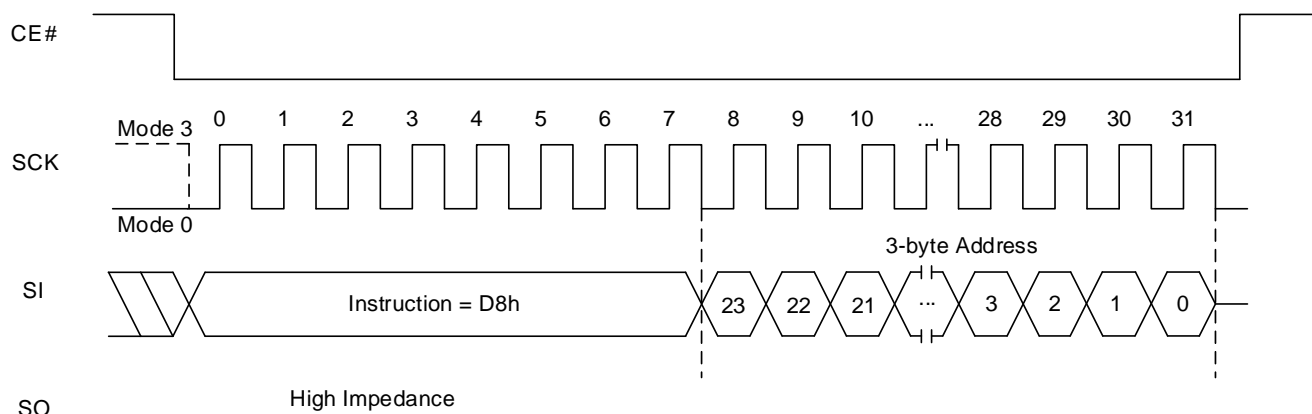 CE#
0 1 2 3 4 5 6 7 8 9 10 ... 28 29 30 31
Mode 3
SCK
Mode 0
3-byte Address
SI
Instruction = D8h 23 22 21 ... 3 2 1 0
High Impedance
SO